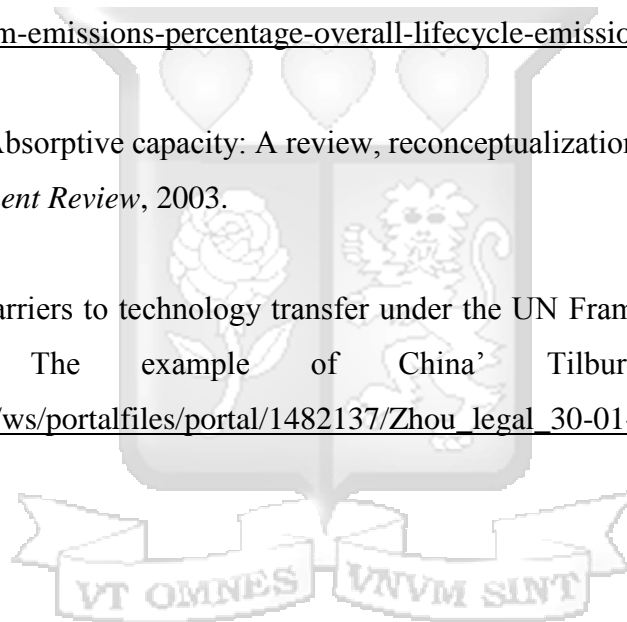 m-emissions-percentage-overall-lifecycle-emissio
Absorptive capacity: A review, reconceptualization
ent Review, 2003.
arriers to technology transfer under the UN Fram
The example of China’ Tilbur
/ws/portalfiles/portal/1482137/Zhou_legal_30-01-
VT OMNES VNVM SINT